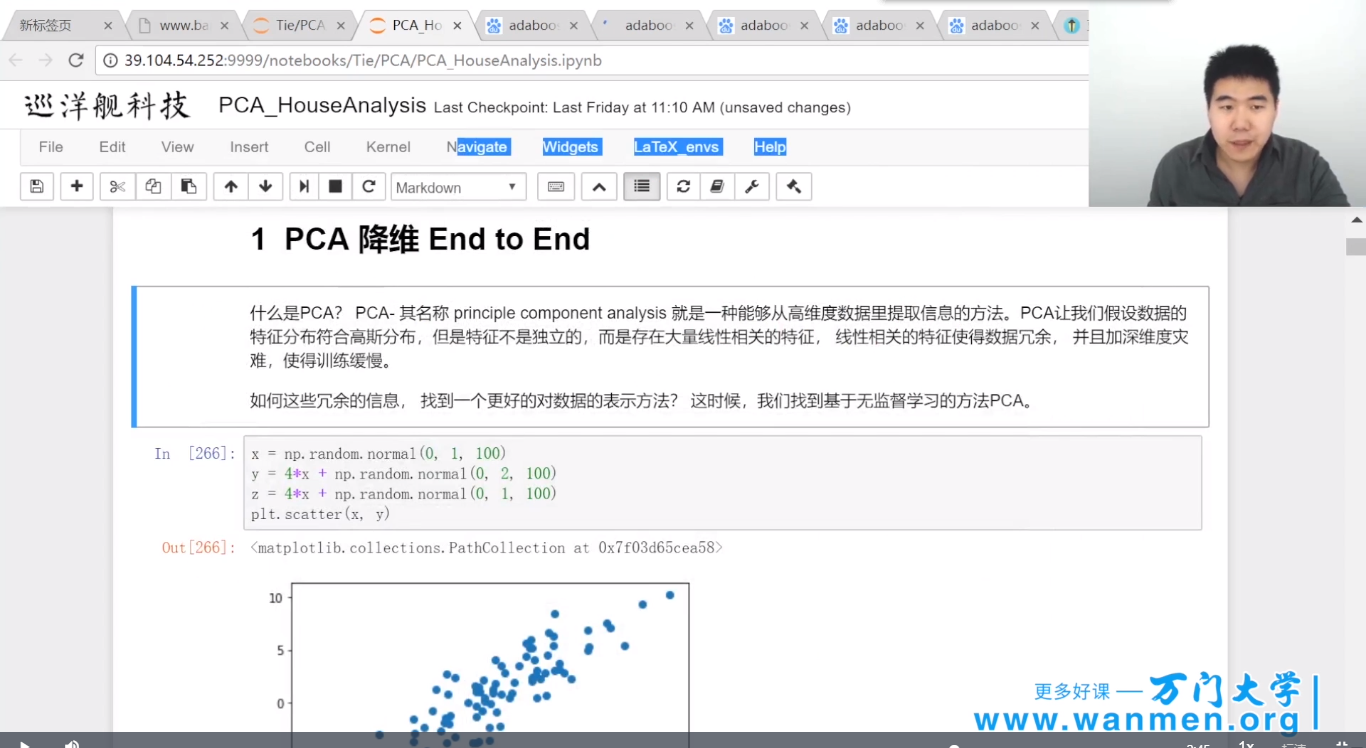 新标签页
www.ba
Tie/PCA
PCA_Ho
adaboo
adaboo
adaboo
adaboo
adaboo
39.104.54.252:9999/notebooks/Tie/PCA/PCA_HouseAnalysis.ipynb
巡洋舰科技 PCA_HouseAnalysis Last Checkpoint: Last Friday at 11:10 AM (unsaved changes)
File Edit View Insert Cell Kernel Navigate Widgets LaTeX_envs Help
Markdown
1 PCA 降维 End to End
什么是PCA? PCA- 其名称 principle component analysis 就是一种能够从高维度数据里提取信息的方法。PCA让我们假设数据的
特征分布符合高斯分布，但是特征不是独立的，而是存在大量线性相关的特征， 线性相关的特征使得数据冗余， 并且加深维度灾
难，使得训练缓慢。
如何这些冗余的信息， 找到一个更好的对数据的表示方法? 这时候，我们找到基于无监督学习的方法PCA。
In [266]:
x = np.random.normal(0, 1, 100)
y = 4*x + np.random.normal(0, 2, 100)
z = 4*x + np.random.normal(0, 1, 100)
plt.scatter(x, y)
Out[266]: <matplotlib.collections.PathCollection at 0x7f03d65cea58>
10
5
0
更多好课 — 万门大学
www.wanmen.org